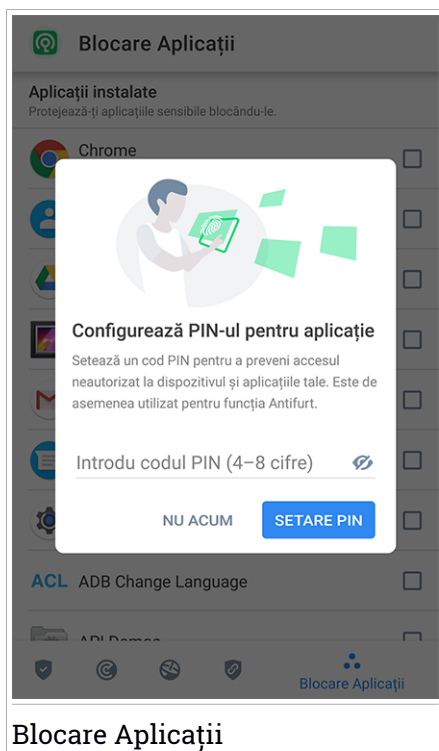 Blocare Aplicații
Aplicații instalate
Protejează-ți aplicațiile sensibile blocându-le.
Chrome
Configurează PIN-ul pentru aplicație
Setează un cod PIN pentru a preveni accesul
neautorizat la dispozitivul și aplicațiile tale. Este de
asemenea utilizat pentru funcția Antifurt.
Introdu codul PIN (4–8 cifre)
NU ACUM SETARE PIN
ACL ADB Change Language
API Demos
Blocare Aplicații
Blocare Aplicații